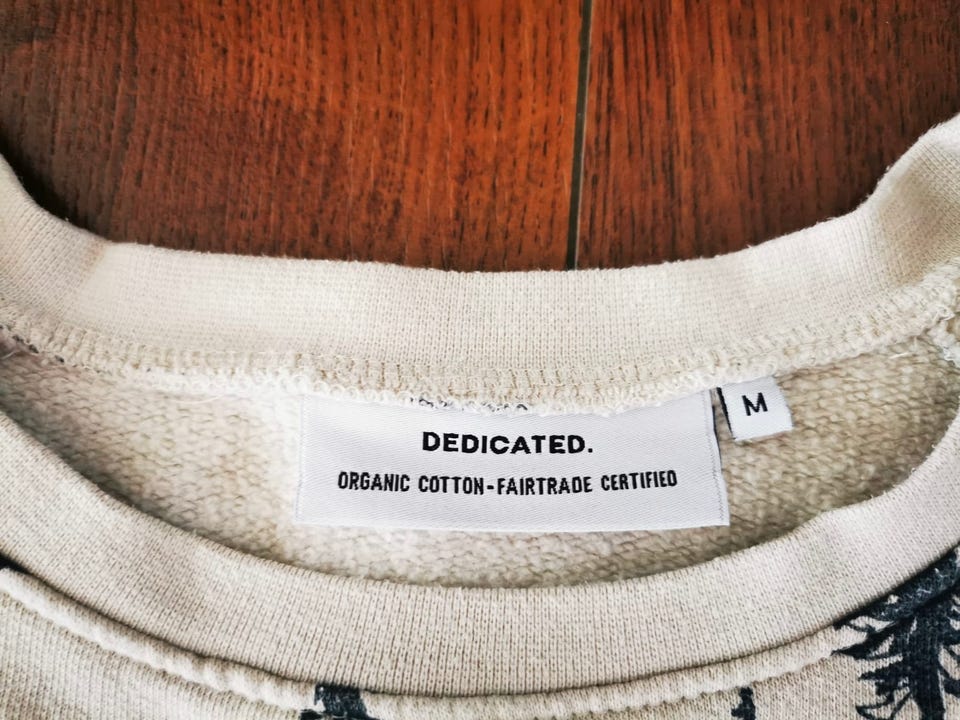 DEDICATED.
ORGANIC COTTON-FAIRTRADE CERTIFIED
M